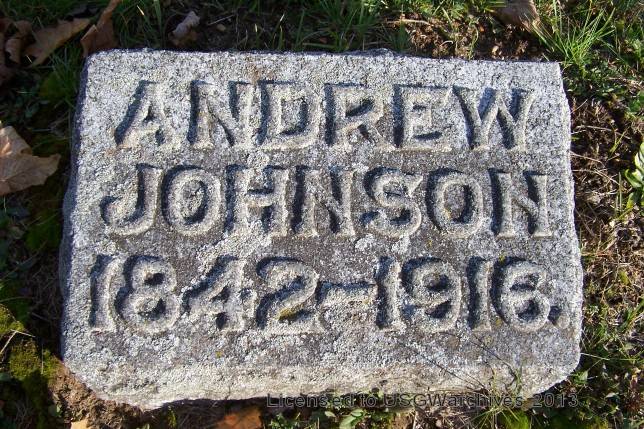 ANDREW
JOHNSON
1842-1916.
Licensed to USGWarchives 2013